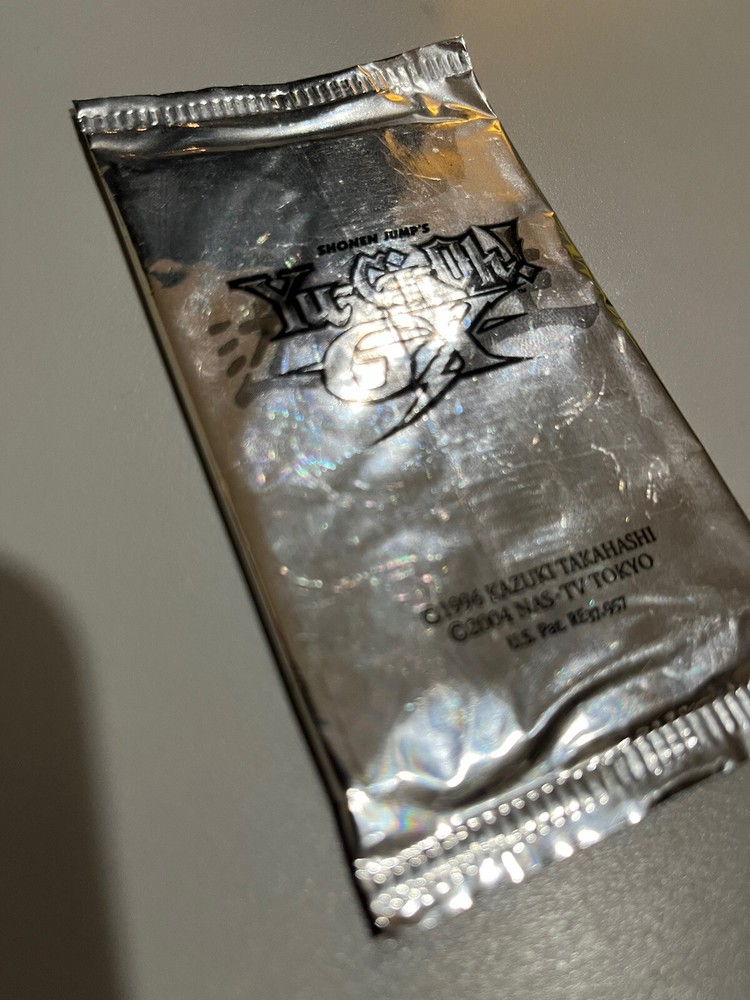 SHONEN JUMP'S
Yu-Gi-Oh!
GX
©1996 KAZUKI TAKAHASHI
©2004 NAS • TV TOKYO
U.S. Pat. RE37,957